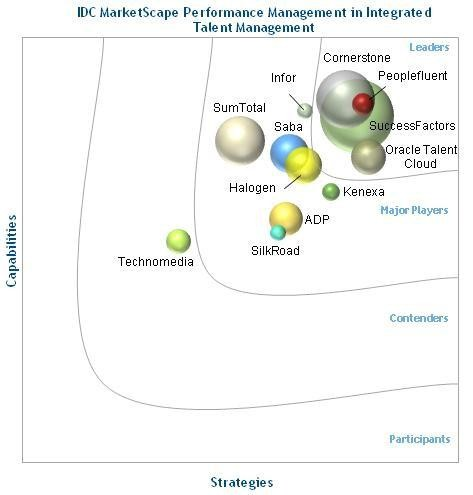 IDC MarketScape Performance Management in Integrated
Talent Management
Leaders
Cornerstone
Infor
Peoplefluent
SumTotal
Saba
SuccessFactors
Oracle Talent
Cloud
Halogen
Kenexa
Major Players
ADP
SilkRoad
Technomedia
Capabilities
Contenders
Participants
Strategies